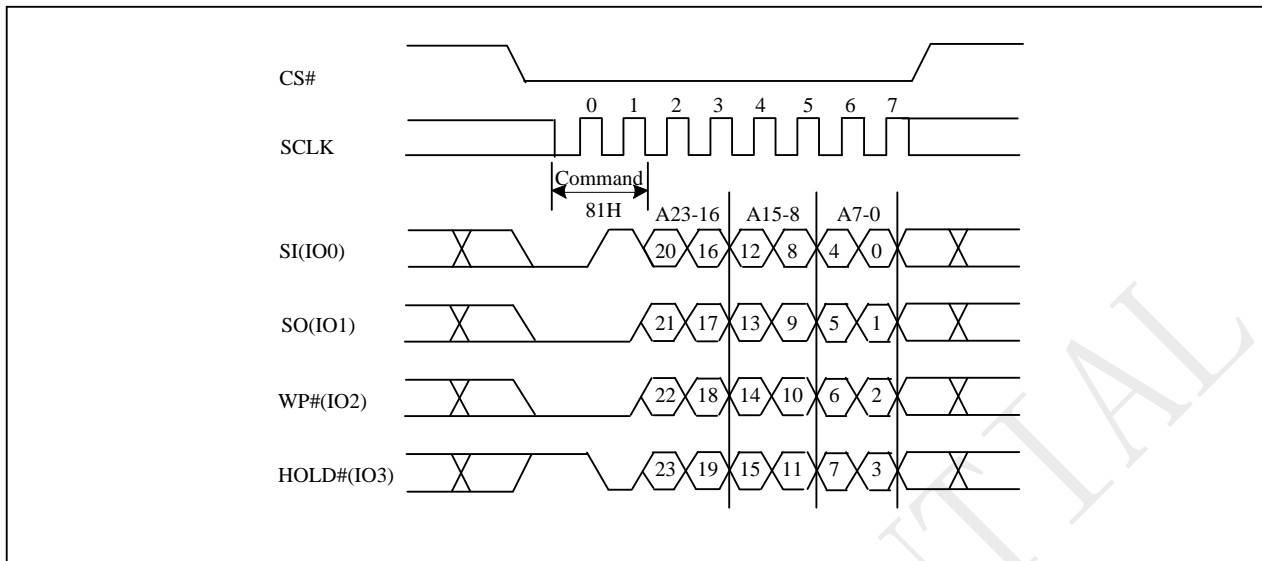 CS#
0 1 2 3 4 5 6 7
SCLK
Command
81H
A23-16 A15-8 A7-0
SI(IO0) 20 16 12 8 4 0
SO(IO1) 21 17 13 9 5 1
WP#(IO2) 22 18 14 10 6 2
HOLD#(IO3) 23 19 15 11 7 3
NTIAL